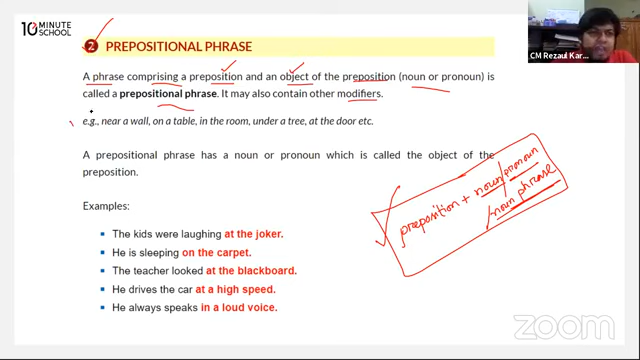 10 MINUTE SCHOOL
2 PREPOSITIONAL PHRASE
CM Rezaul Kar...
A phrase comprising a preposition and an object of the preposition (noun or pronoun) is
called a prepositional phrase. It may also contain other modifiers.
e.g., near a wall, on a table, in the room, under a tree, at the door etc.
A prepositional phrase has a noun or pronoun which is called the object of the
preposition.
preposition + noun/pronoun
/noun phrase
Examples:
The kids were laughing at the joker.
He is sleeping on the carpet.
The teacher looked at the blackboard.
He drives the car at a high speed.
He always speaks in a loud voice.
zoom